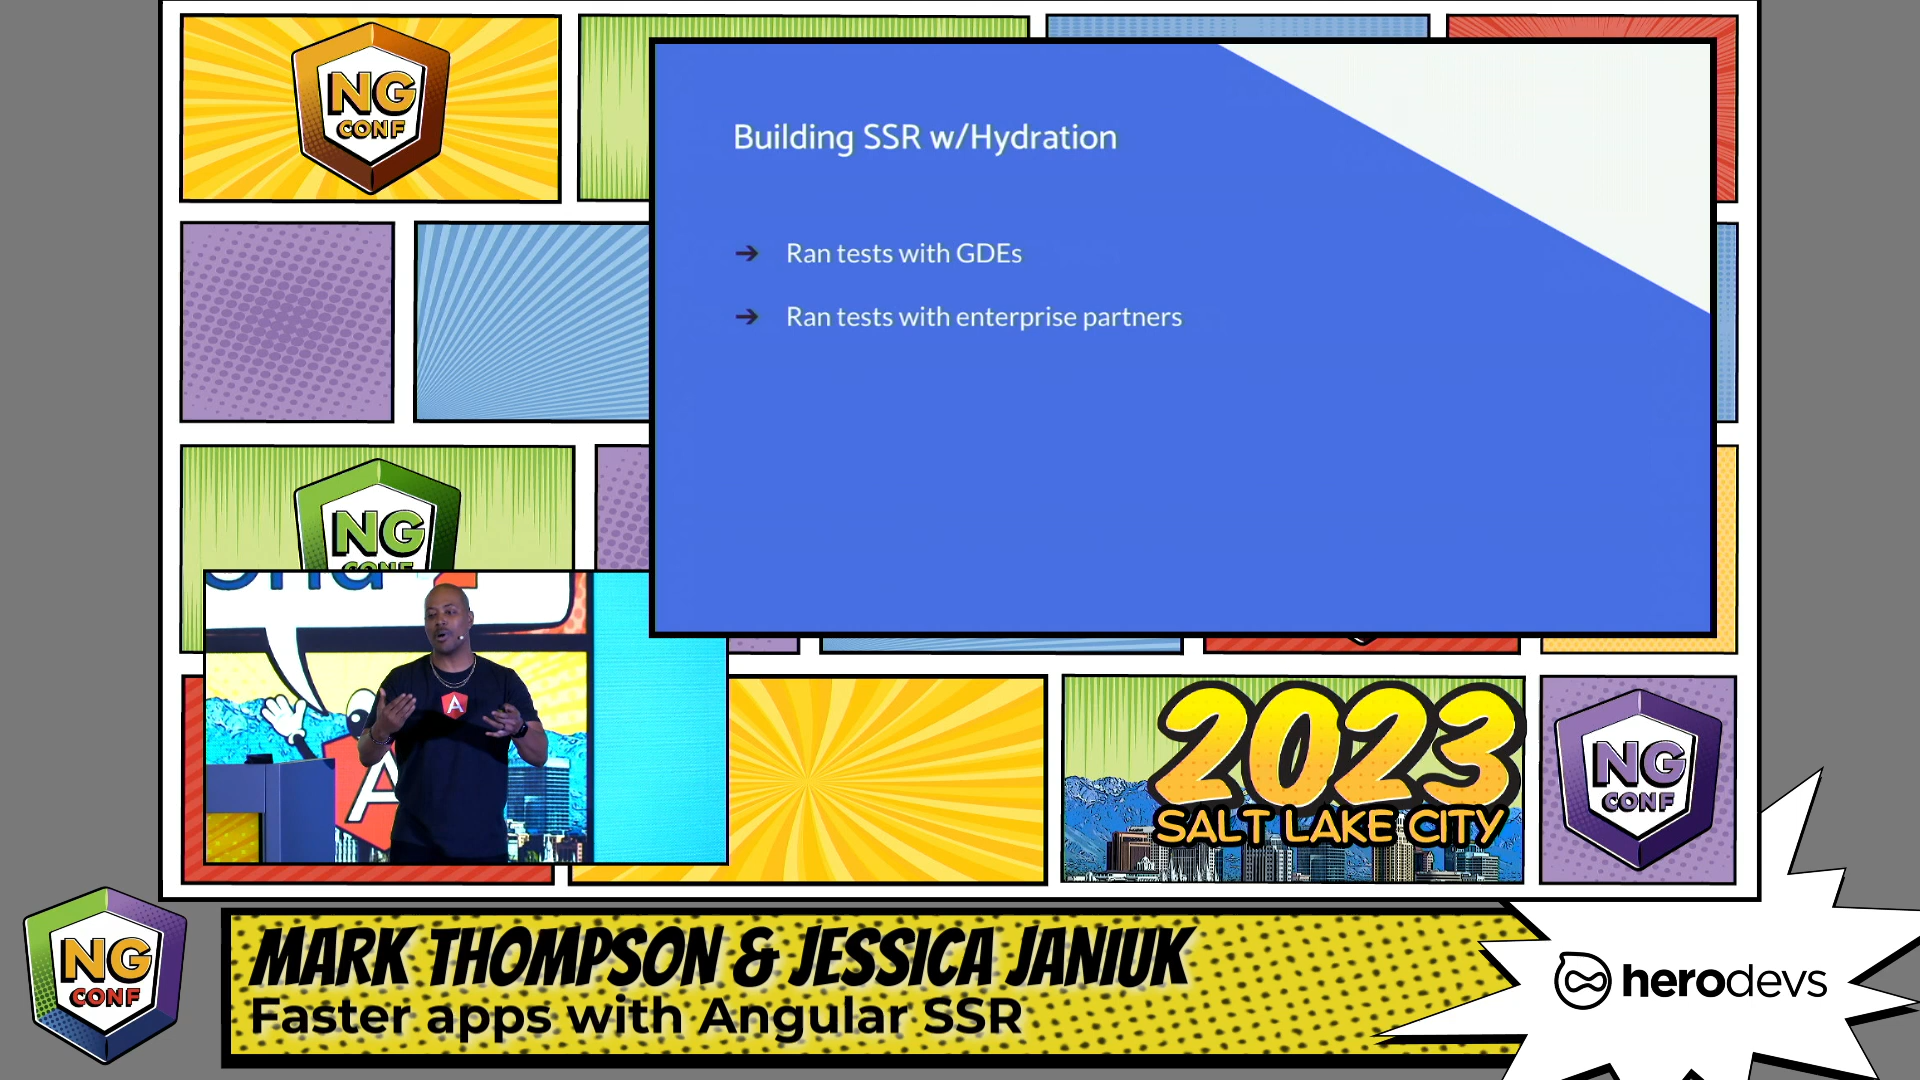 NG
CONF
Building SSR w/Hydration
➔ Ran tests with GDEs
➔ Ran tests with enterprise partners
NG
CONF
A
A
2023
SALT LAKE CITY
NG
CONF
NG
CONF
MARK THOMPSON & JESSICA JANIUK
Faster apps with Angular SSR
herodevs